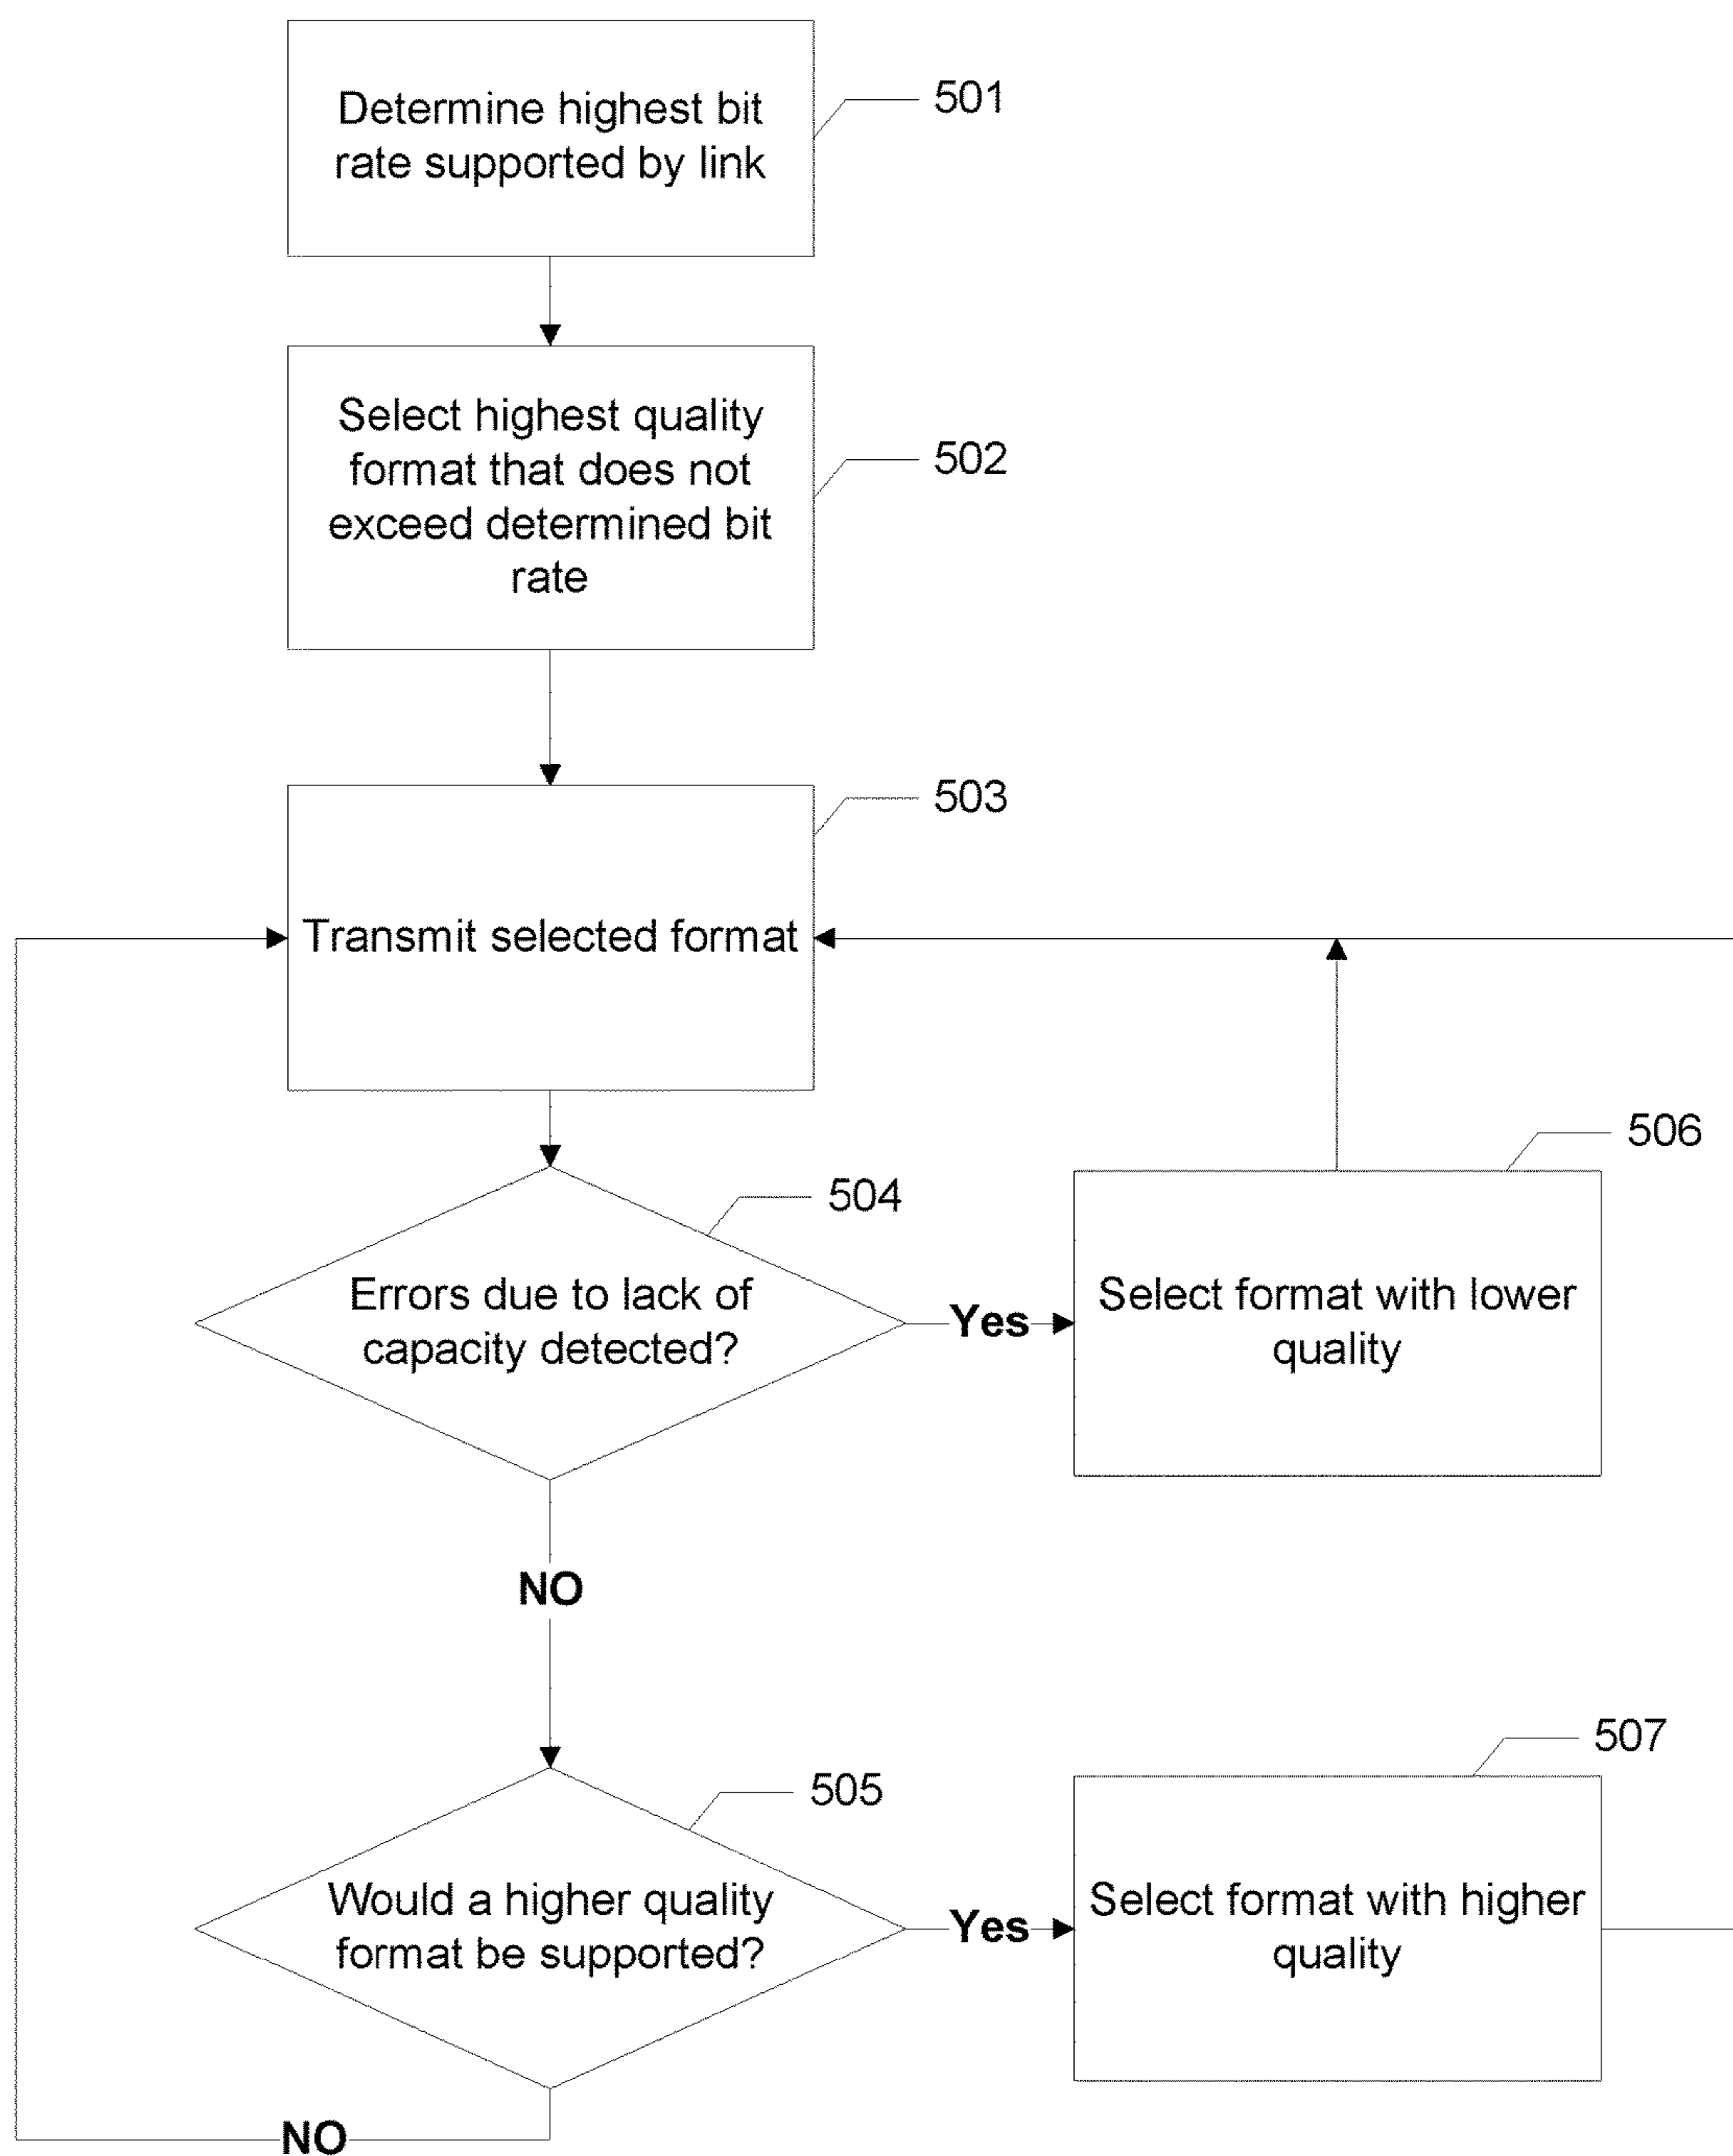 Determine highest bit
rate supported by link
501
Select highest quality
format that does not
exceed determined bit
rate
502
503
Transmit selected format
504
Errors due to lack of
capacity detected?
Yes
506
Select format with lower
quality
NO
505
Would a higher quality
format be supported?
Yes
507
Select format with higher
quality
NO